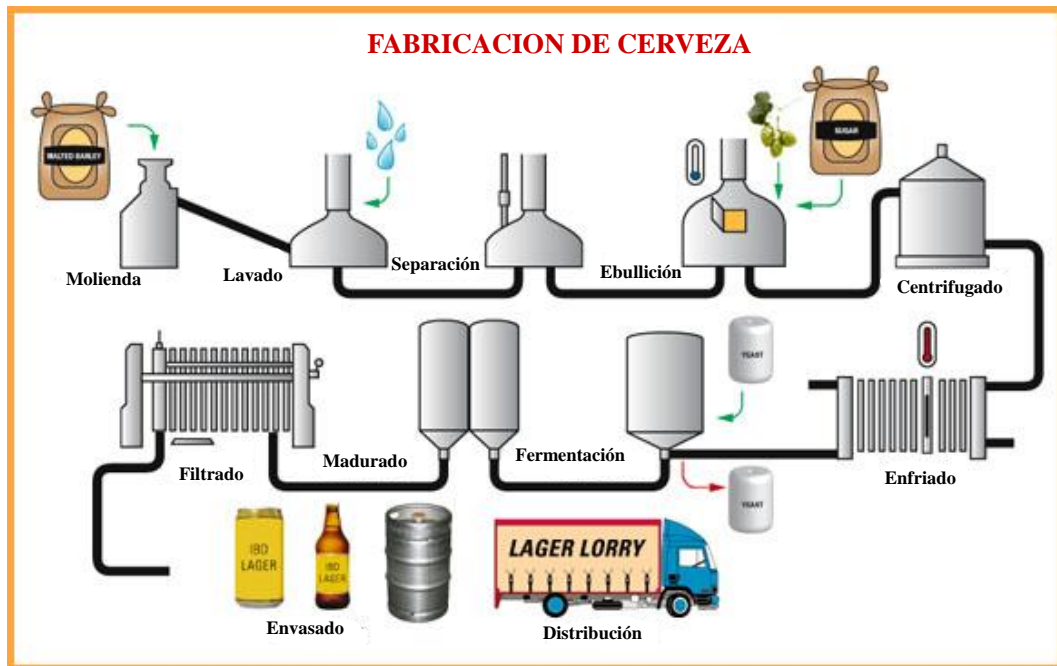 FABRICACION DE CERVEZA
MALTED BARLEY
SUGAR
Molienda
Lavado
Separación
Ebullición
Centrifugado
YEAST
Filtrado
Madurado
Fermentación
YEAST
Enfriado
IBD
LAGER
IBD
LAGER
LAGER LORRY
Envasado
Distribución